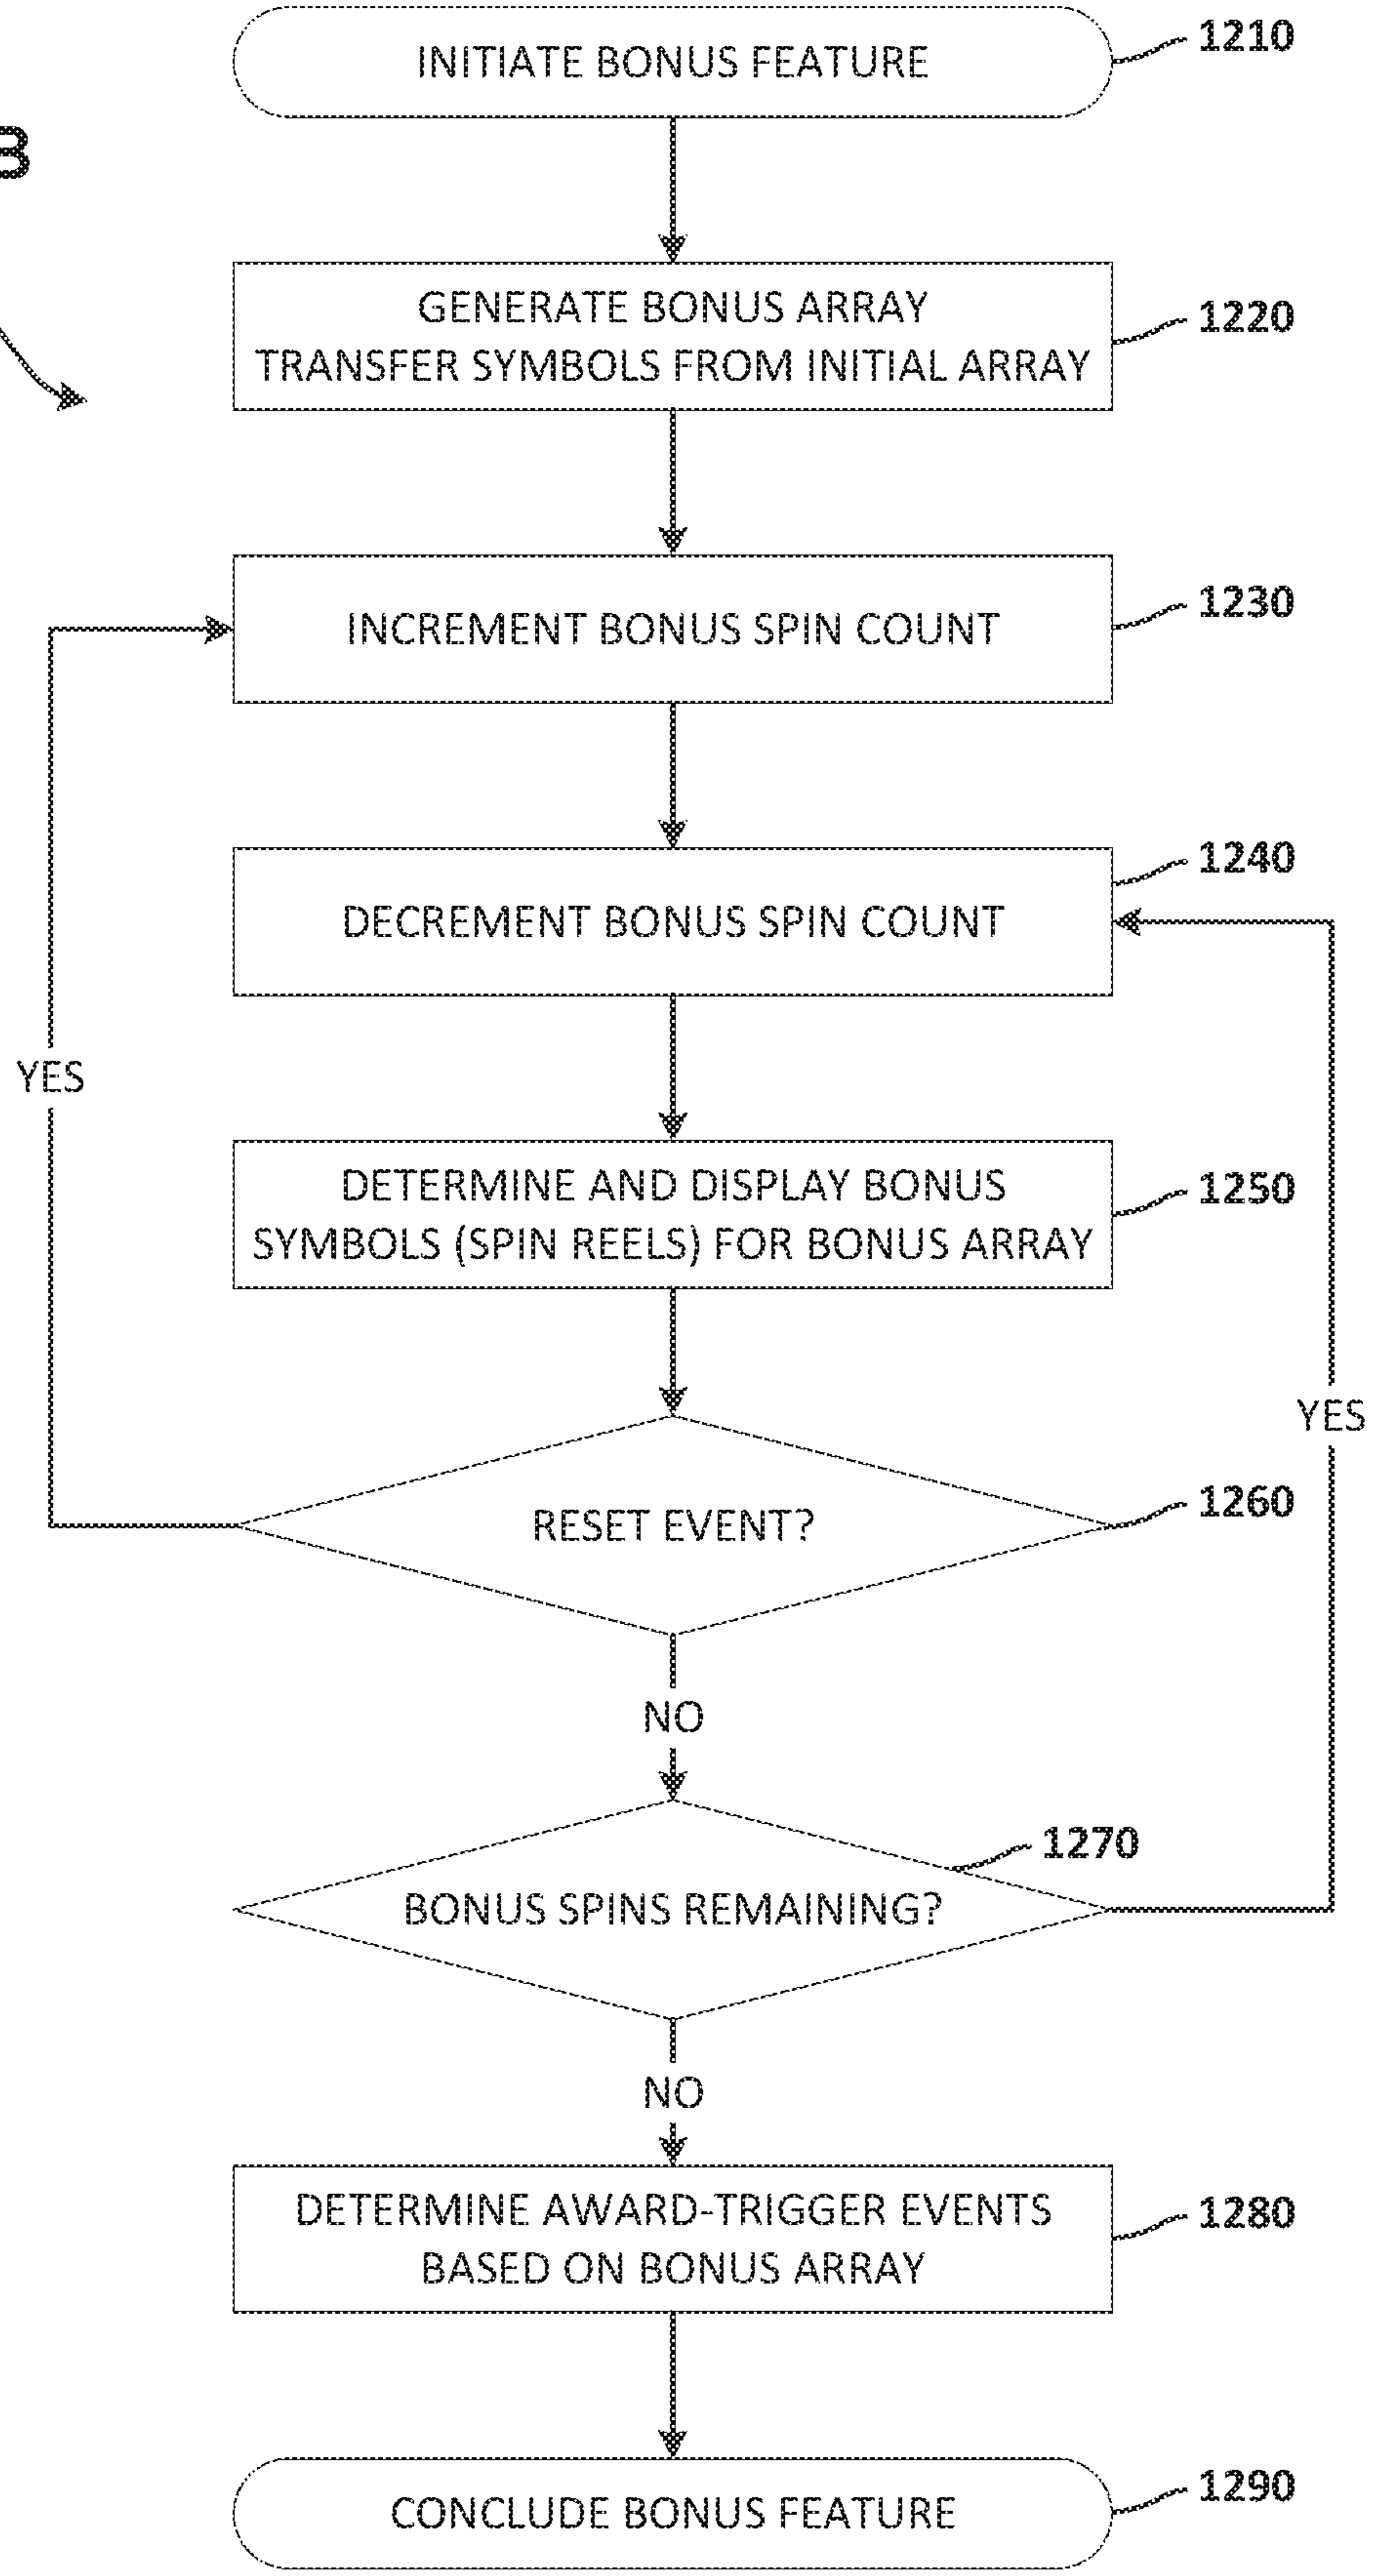 INITIATE BONUS FEATURE
1210
B
GENERATE BONUS ARRAY
TRANSFER SYMBOLS FROM INITIAL ARRAY
1220
INCREMENT BONUS SPIN COUNT
1230
DECREMENT BONUS SPIN COUNT
1240
YES
DETERMINE AND DISPLAY BONUS
SYMBOLS (SPIN REELS) FOR BONUS ARRAY
1250
YES
RESET EVENT?
1260
NO
BONUS SPINS REMAINING?
1270
NO
DETERMINE AWARD-TRIGGER EVENTS
BASED ON BONUS ARRAY
1280
CONCLUDE BONUS FEATURE
1290